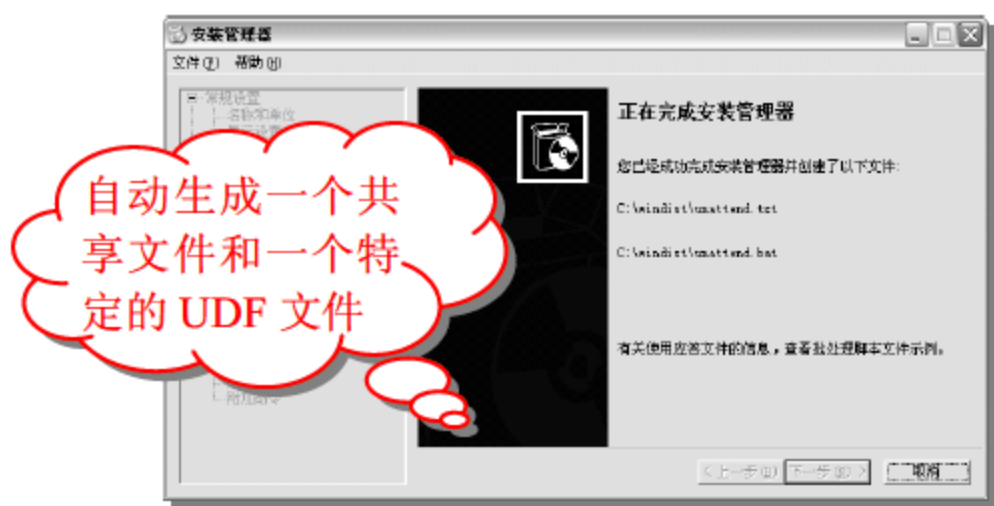 安装管理器
文件(F) 帮助(H)
常规设置
名称和单位
自动生成一个共
享文件和一个特
定的 UDF 文件
附加命令
正在完成安装管理器
您已经成功完成安装管理器并创建了以下文件:
C:\windist\unattend.txt
C:\windist\unattend.bat
有关使用应答文件的信息，查看批处理脚本文件示例。
<上一步(B) 下一步(N)> 取消